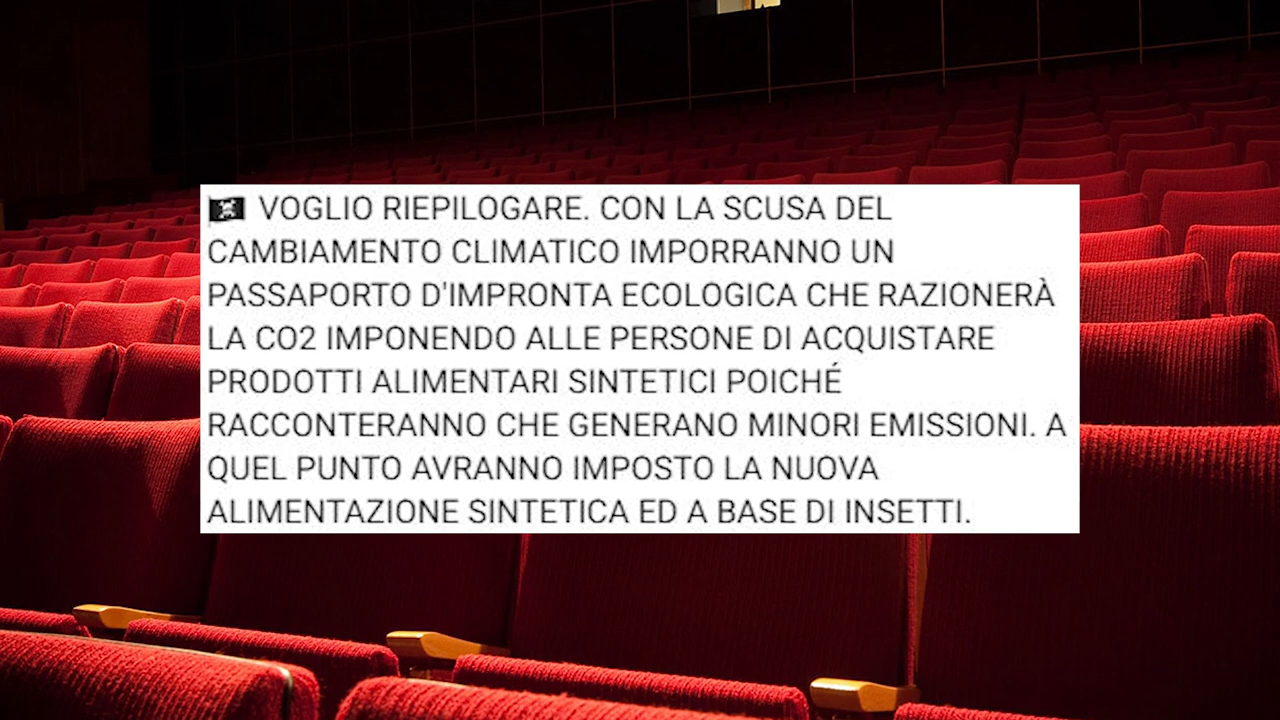 VOGLIO RIEPILOGARE. CON LA SCUSA DEL
CAMBIAMENTO CLIMATICO IMPORRANNO UN
PASSAPORTO D'IMPRONTA ECOLOGICA CHE RAZIONERÀ
LA CO2 IMPONENDO ALLE PERSONE DI ACQUISTARE
PRODOTTI ALIMENTARI SINTETICI POICHÉ
RACCONTERANNO CHE GENERANO MINORI EMISSIONI. A
QUEL PUNTO AVRANNO IMPOSTO LA NUOVA
ALIMENTAZIONE SINTETICA ED A BASE DI INSETTI.